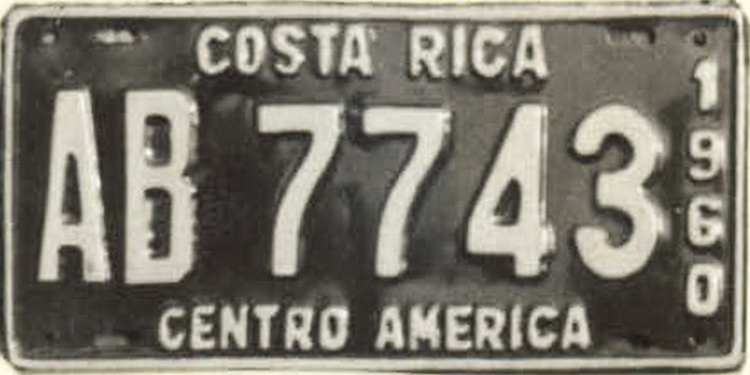 COSTA RICA
AB 7743
1960
CENTRO AMERICA